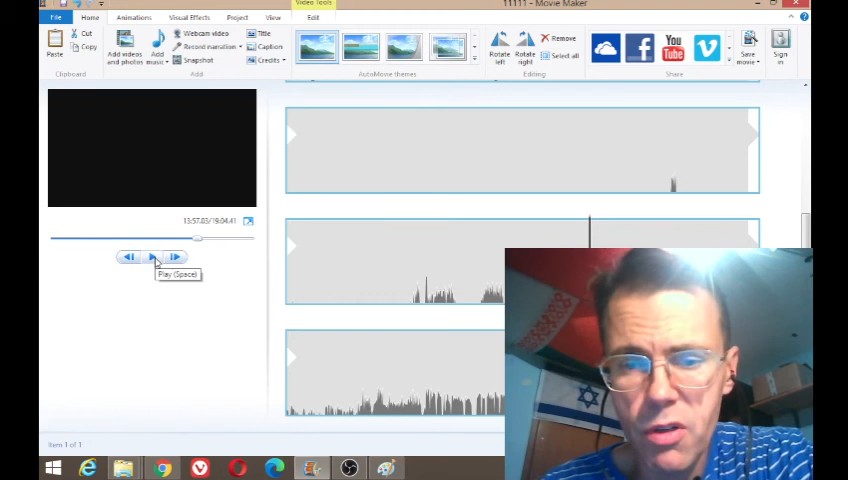 11111 - Movie Maker
Video Tools
File
Home
Animations
Visual Effects
Project
View
Edit
Paste
Cut
Copy
Clipboard
Add videos
and photos
Add
music
Webcam video
Record narration
Snapshot
Title
Caption
Credits
Add
AutoMovie themes
Rotate
left
Rotate
right
Remove
Select all
Editing
You
Tube
Share
Save
movie
Sign
in
13:57.03/19:04.41
Play (Space)
Item 1 of 1